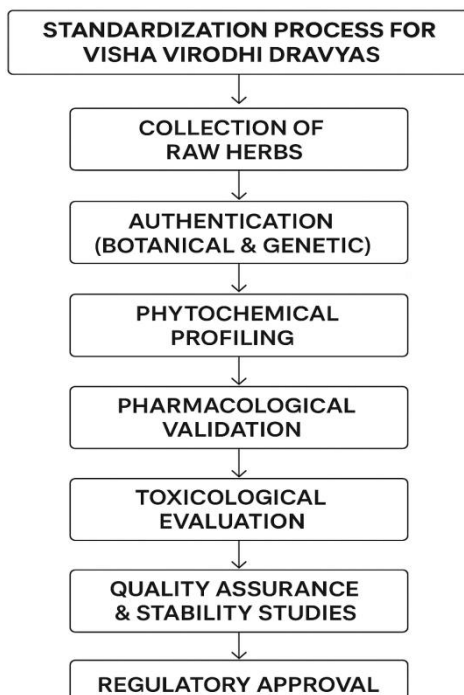 STANDARDIZATION PROCESS FOR
VISHA VIRODHI DRAVYAS
COLLECTION OF
RAW HERBS
AUTHENTICATION
(BOTANICAL & GENETIC)
PHYTOCHEMICAL
PROFILING
PHARMACOLOGICAL
VALIDATION
TOXICOLOGICAL
EVALUATION
QUALITY ASSURANCE
& STABILITY STUDIES
REGULATORY APPROVAL